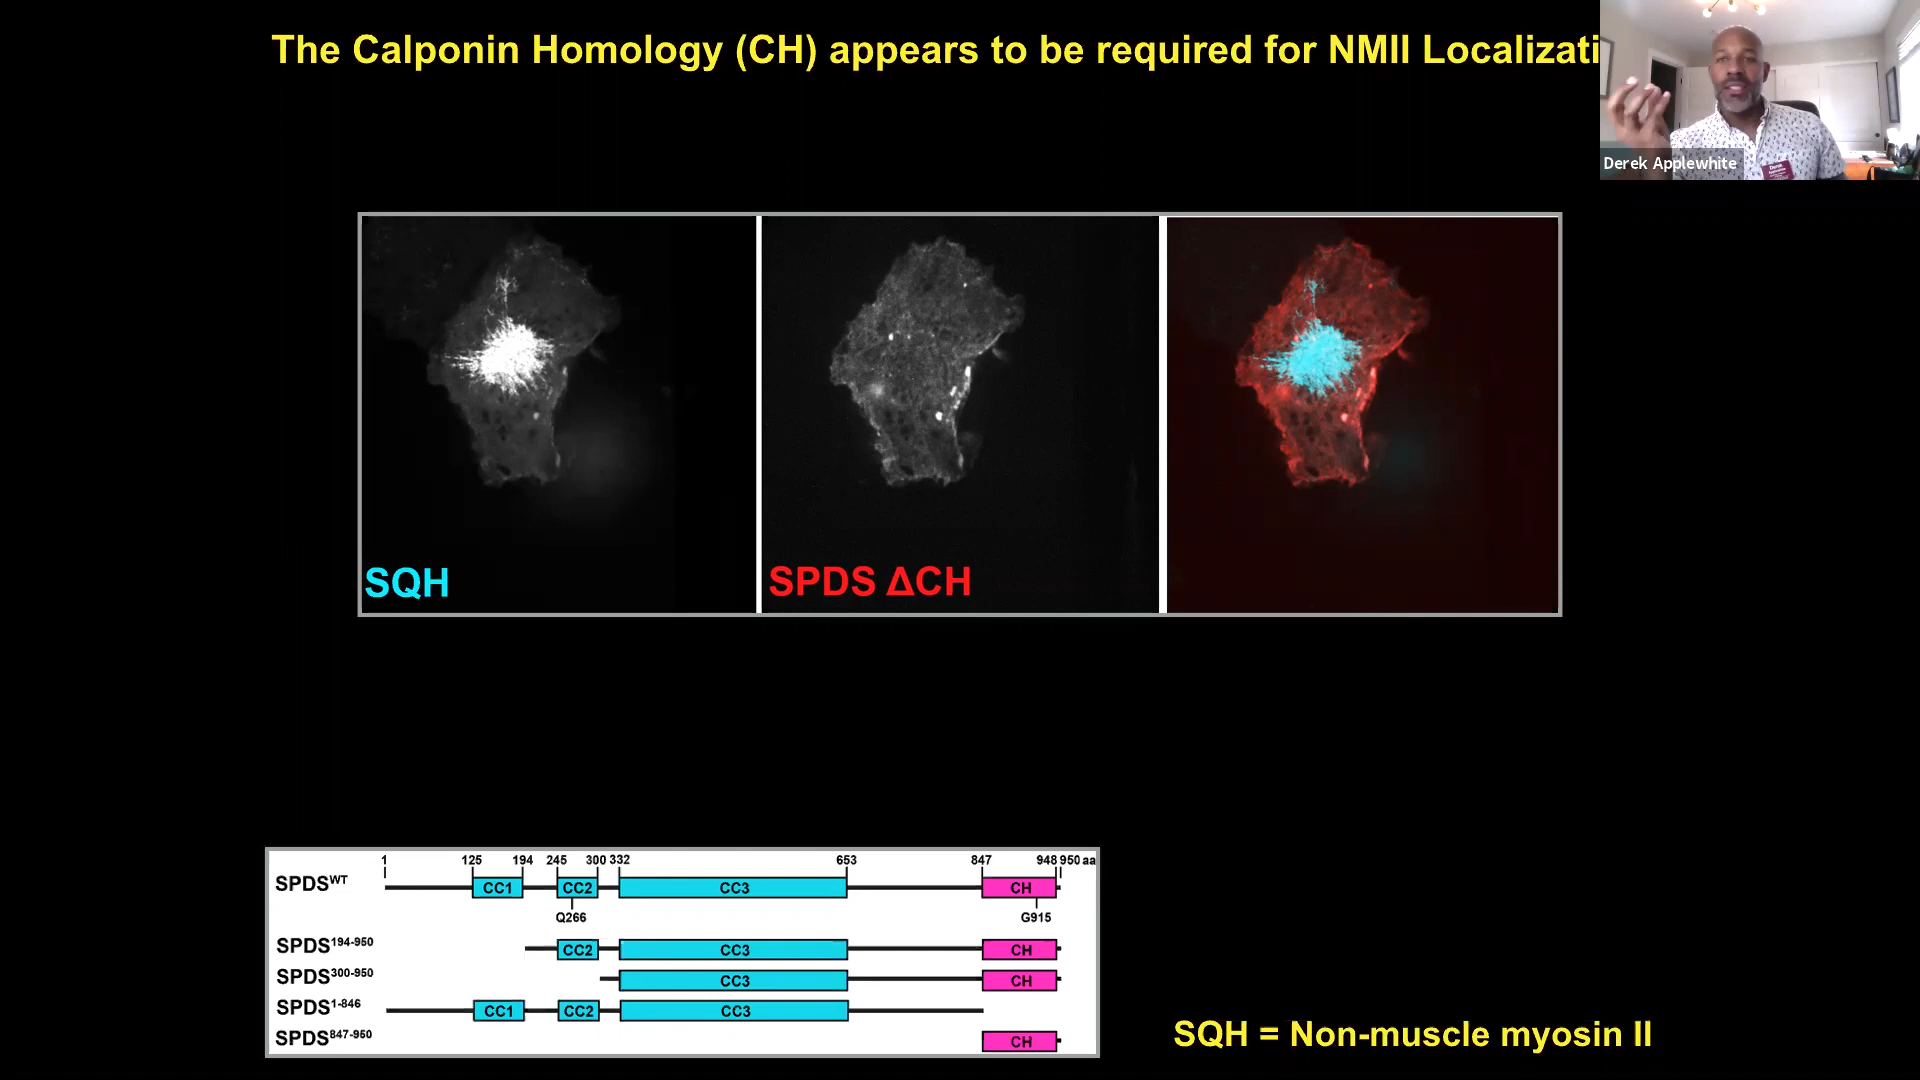 The Calponin Homology (CH) appears to be required for NMII Localizati
Derek Applewhite
Derek
SQH
SPDS ΔCH
1 125 194 245 300 332 653 847 948 950 aa
SPDSWT CC1 CC2 CC3 CH
Q266 G915
SPDS194-950 CC2 CC3 CH
SPDS300-950 CC3 CH
SPDS1-846 CC1 CC2 CC3
SPDS847-950 CH
SQH = Non-muscle myosin II